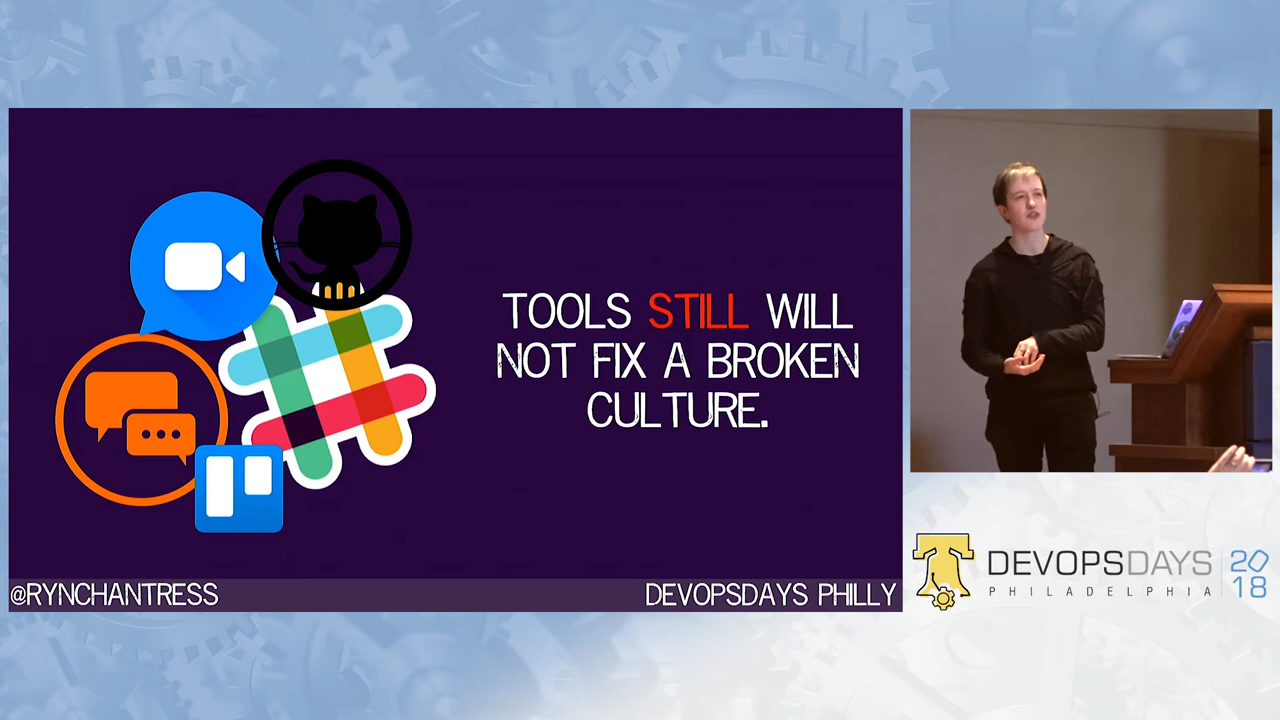 TOOLS STILL WILL
NOT FIX A BROKEN
CULTURE.
@RYNCHANTRESS
DEVOPSDAYS PHILLY
DEVOPSDAYS
PHILADELPHIA
20
18